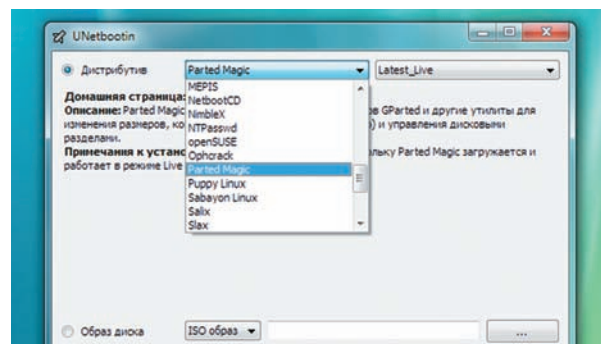 UNetbootin
Дистрибутив Parted Magic Latest_Live
MEPIS
NetbootCD
NimbleX
NTPasswd
openSUSE
Ophcrack
Parted Magic
Puppy Linux
Sabayon Linux
Salix
Slax
Домашняя страница:
Описание: Parted Magic ов GParted и другие утилиты для
изменения размеров, ко ) и управления дисковыми
разделами.
Примечания к устано льку Parted Magic загружается и
работает в режиме Live
Образ диска ISO образ ...